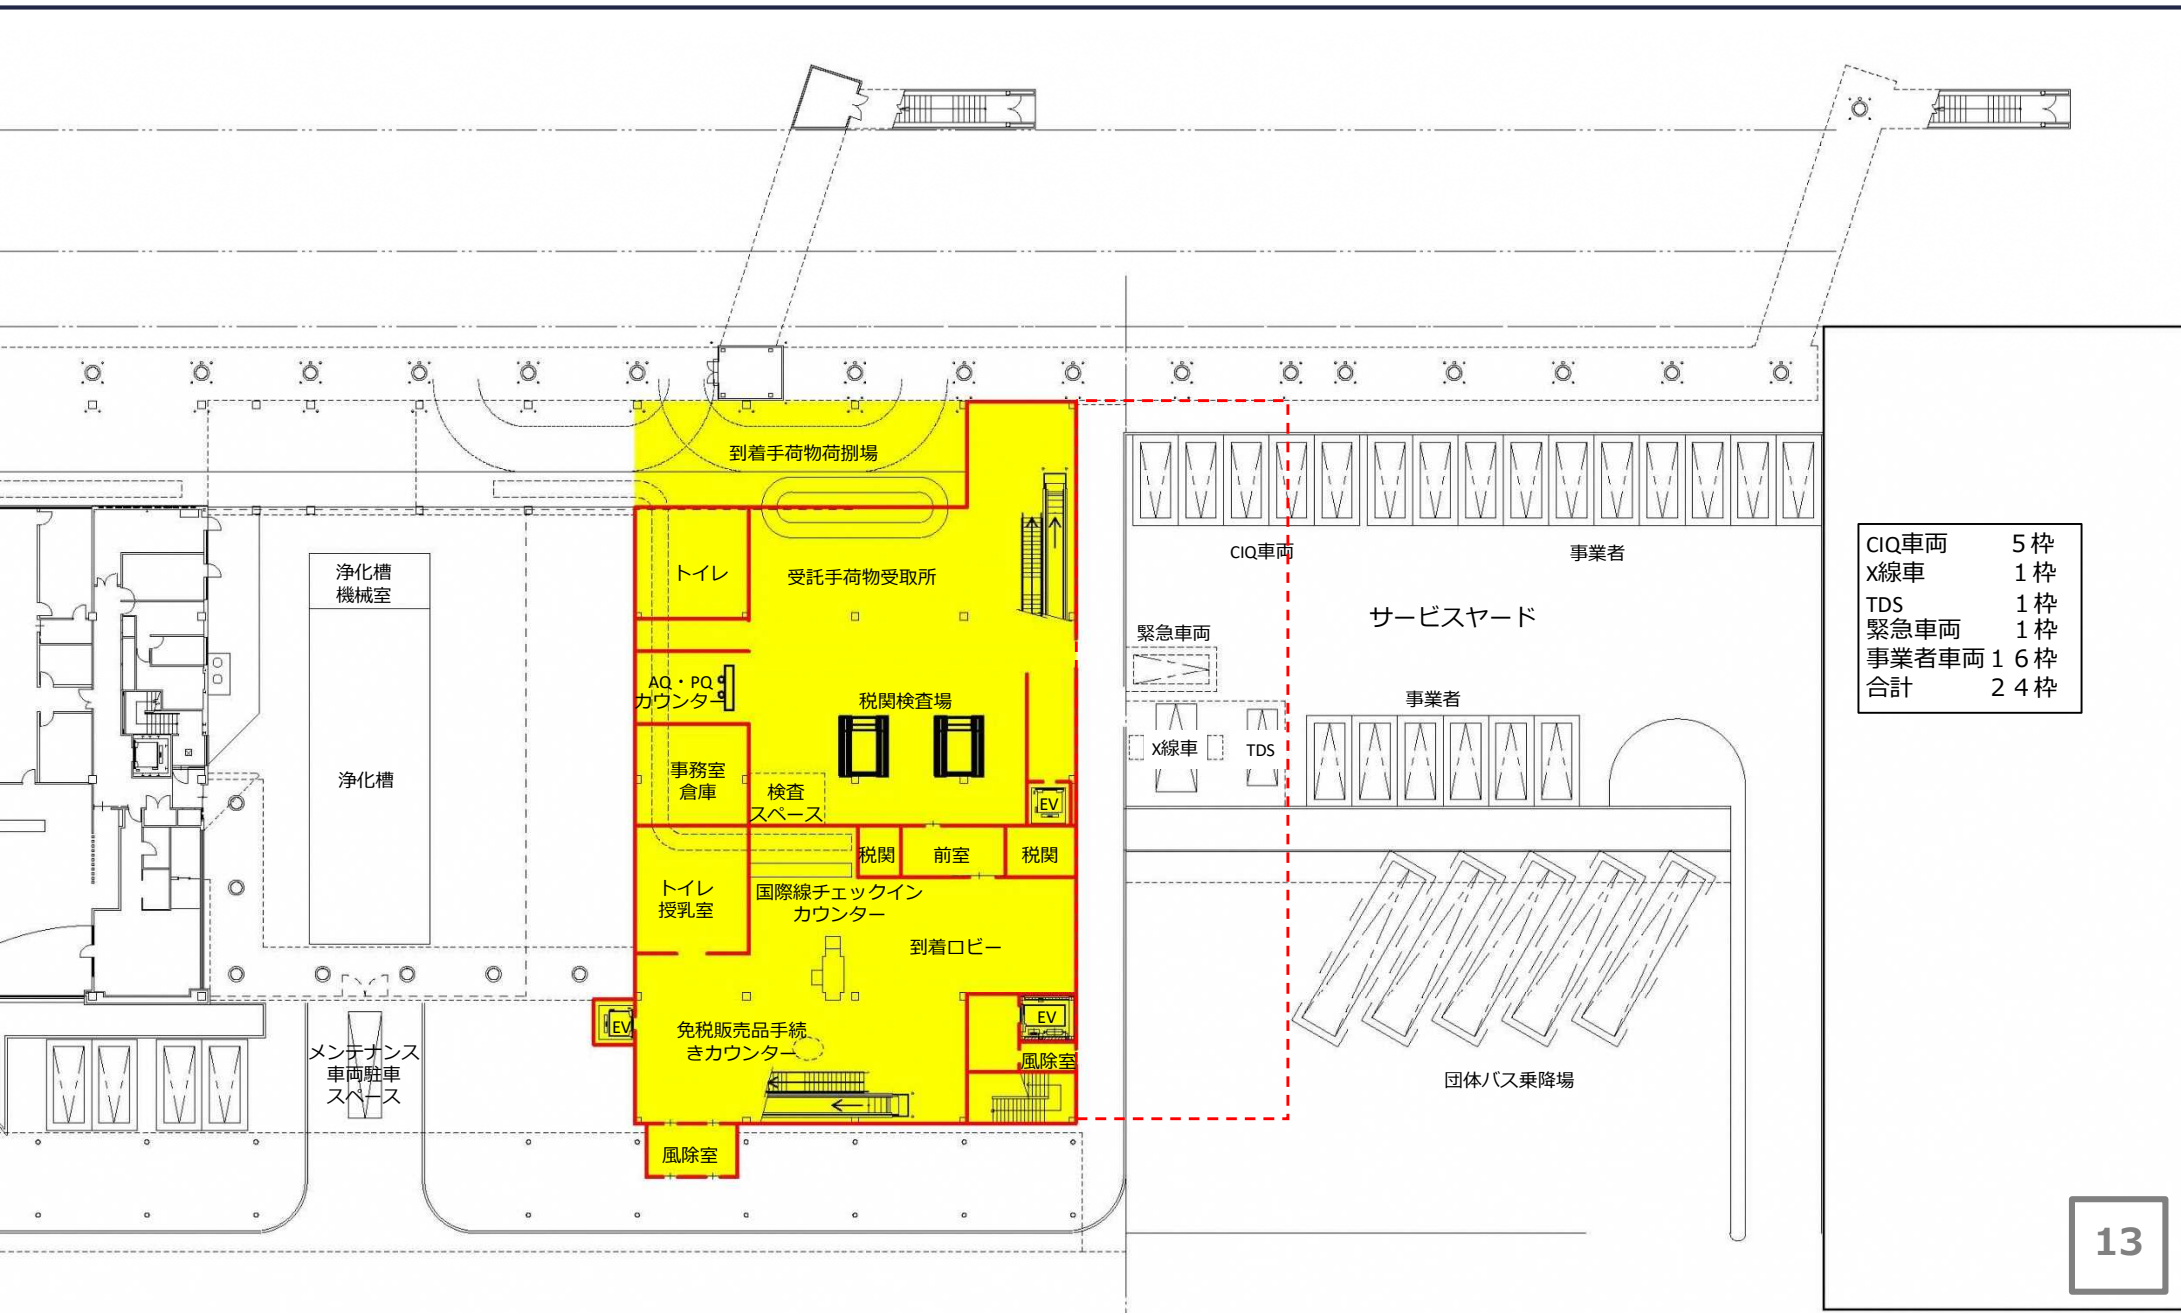 到着手荷物荷捌場
トイレ
受託手荷物受取所
浄化槽
機械室
浄化槽
AQ・PQ
カウンター
税関検査場
事務室
倉庫
検査
スペース
EV
税関
前室
税関
トイレ
授乳室
国際線チェックイン
カウンター
到着ロビー
EV
免税販売品手続
きカウンター
EV
風除室
風除室
メンテナンス
車両駐車
スペース
CIQ車両
事業者
サービスヤード
緊急車両
事業者
X線車
TDS
団体バス乗降場
CIQ車両 5枠
X線車 1枠
TDS 1枠
緊急車両 1枠
事業者車両16枠
合計 24枠
13